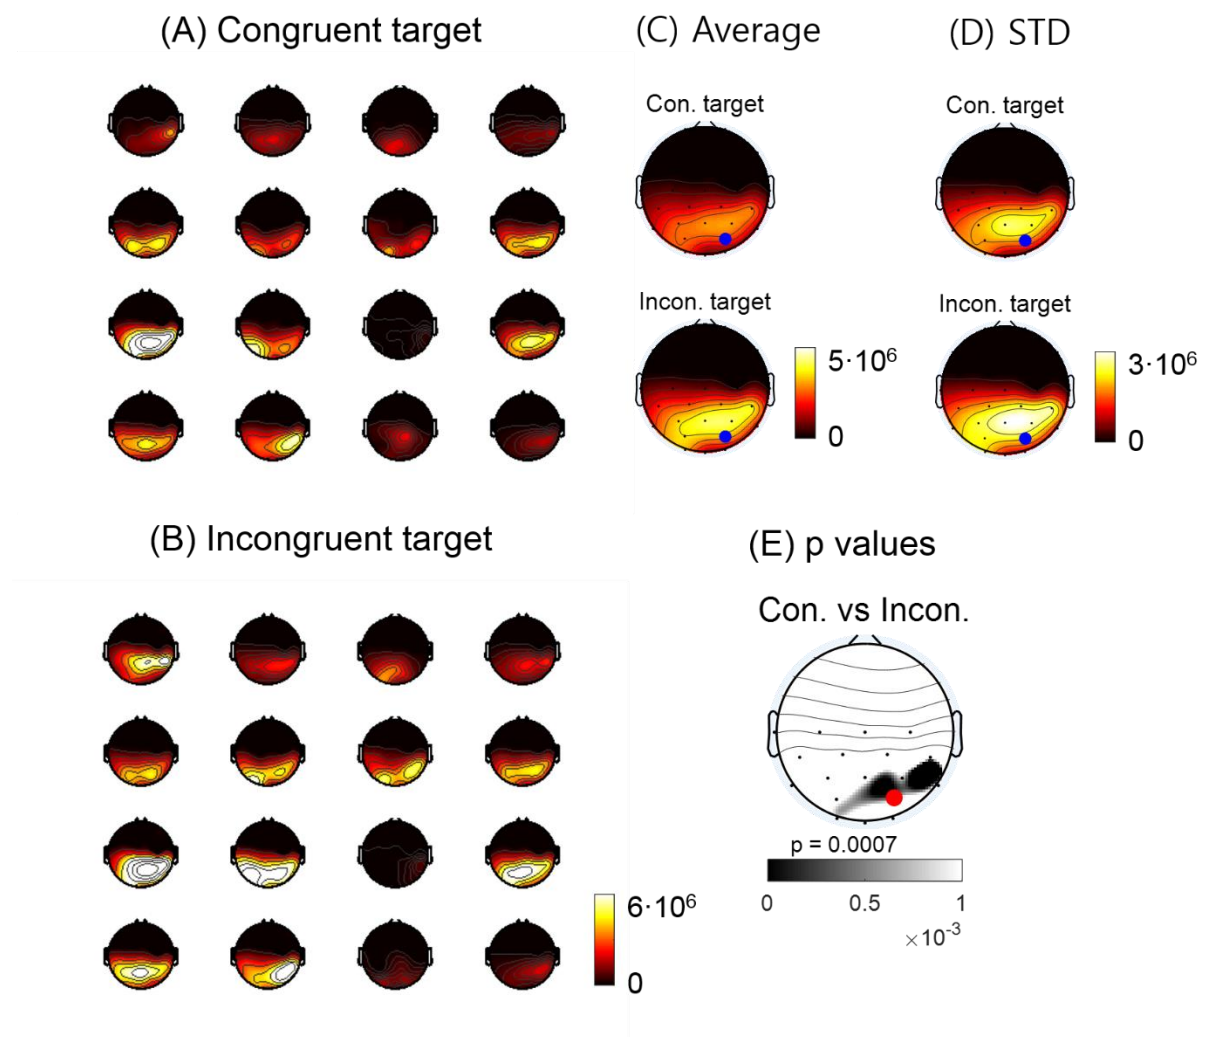 (A) Congruent target
(C) Average
(D) STD
Con. target
Con. target
Incon. target
Incon. target
5·10⁶
0
3·10⁶
0
(B) Incongruent target
(E) p values
Con. vs Incon.
6·10⁶
0
p = 0.0007
0 0.5 1
×10⁻³